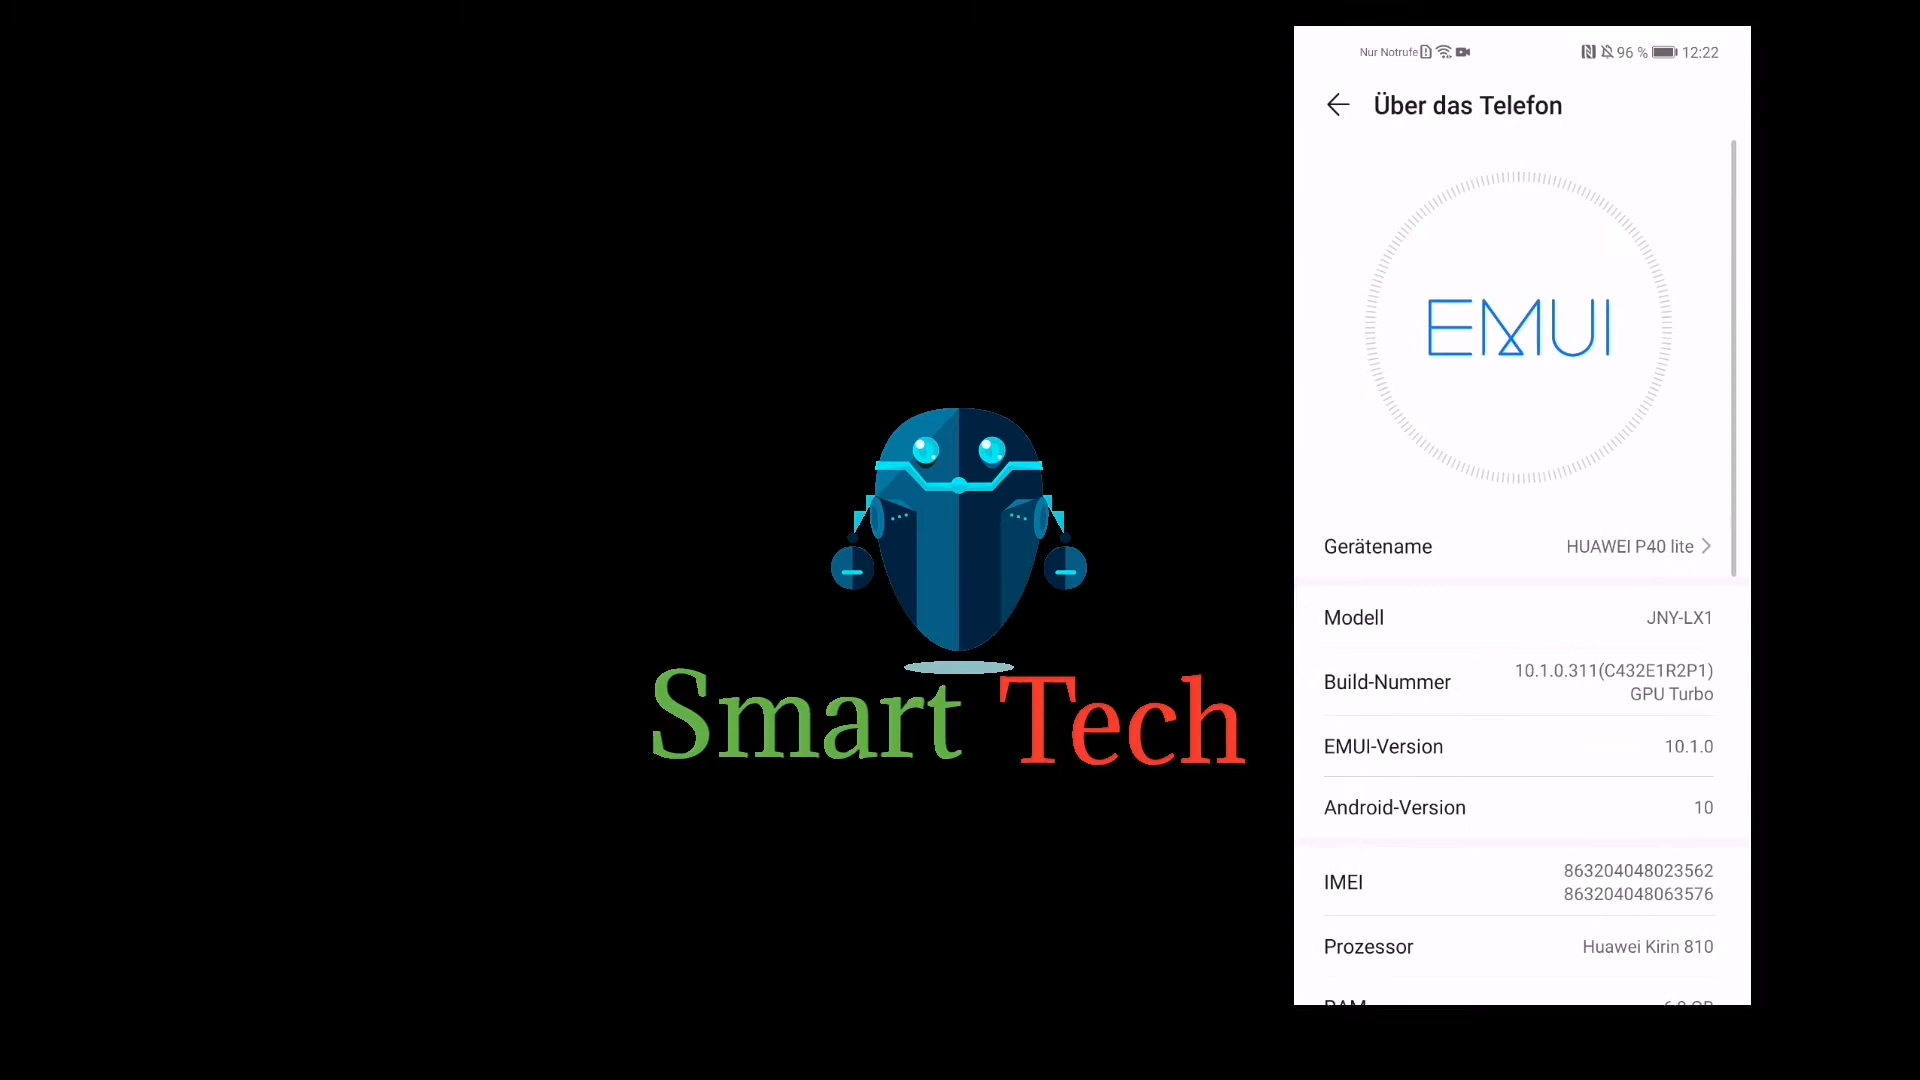 Nur Notrufe 96 % 12:22
Über das Telefon
EMUI
Gerätename HUAWEI P40 lite
Modell JNY-LX1
Build-Nummer 10.1.0.311(C432E1R2P1)
GPU Turbo
EMUI-Version 10.1.0
Android-Version 10
IMEI 863204048023562
863204048063576
Prozessor Huawei Kirin 810
Smart Tech